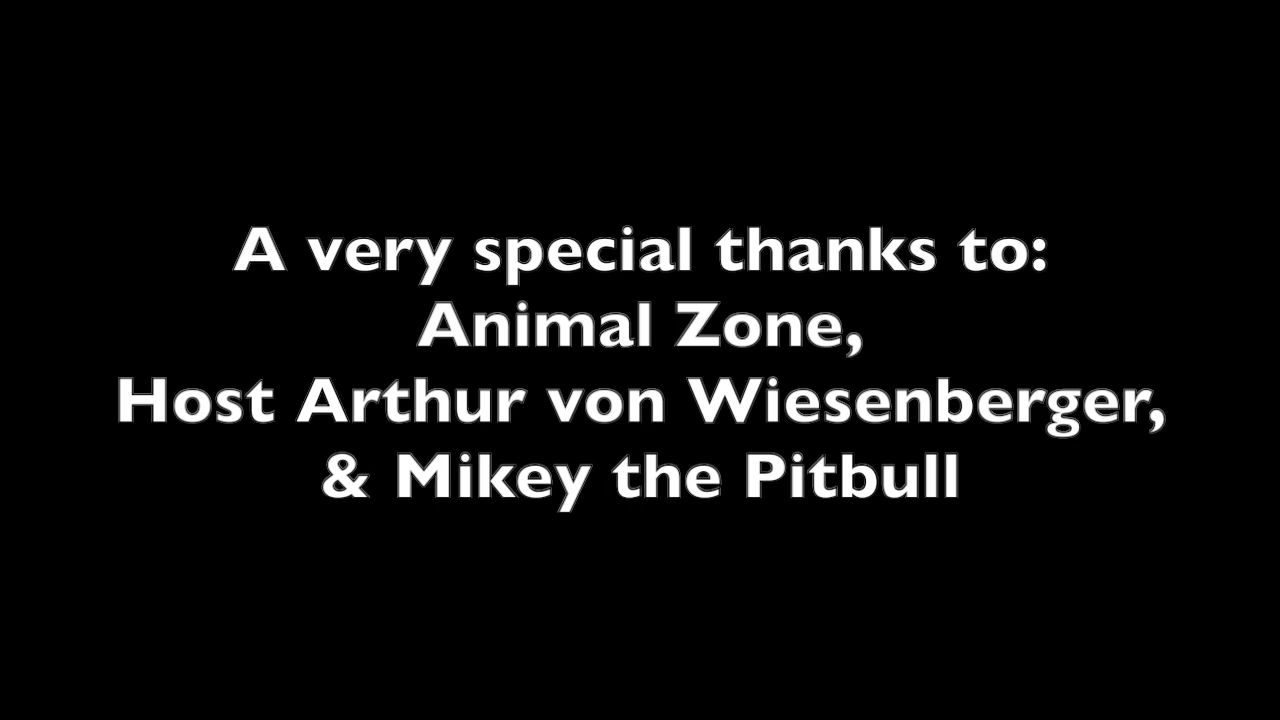 A very special thanks to:
Animal Zone,
Host Arthur von Wiesenberger,
& Mikey the Pitbull